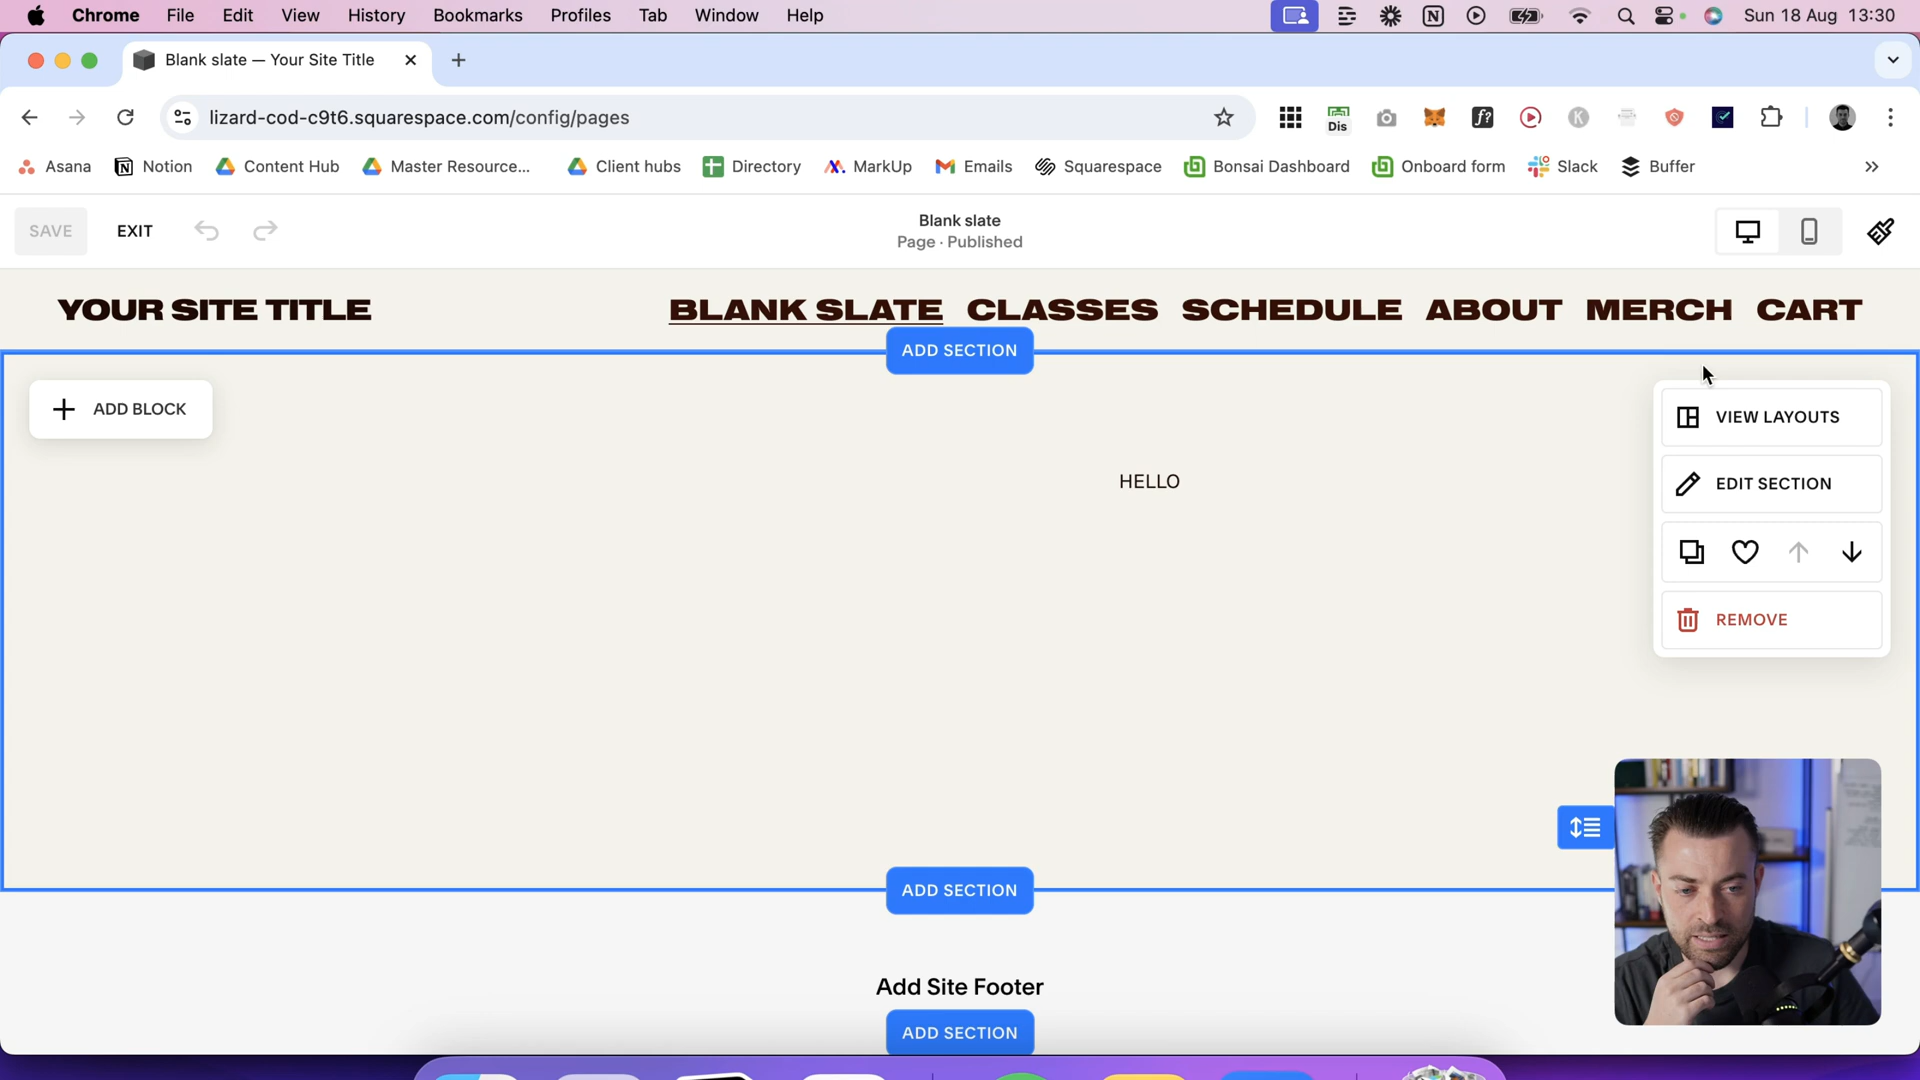 Chrome File Edit View History Bookmarks Profiles Tab Window Help Sun 18 Aug 13:30
Blank slate — Your Site Title
lizard-cod-c9t6.squarespace.com/config/pages
Dis
f?
K
Asana Notion Content Hub Master Resource... Client hubs Directory MarkUp Emails Squarespace Bonsai Dashboard Onboard form Slack Buffer
SAVE EXIT
Blank slate
Page · Published
YOUR SITE TITLE BLANK SLATE CLASSES SCHEDULE ABOUT MERCH CART
ADD SECTION
ADD BLOCK
VIEW LAYOUTS
HELLO
EDIT SECTION
REMOVE
ADD SECTION
Add Site Footer
ADD SECTION